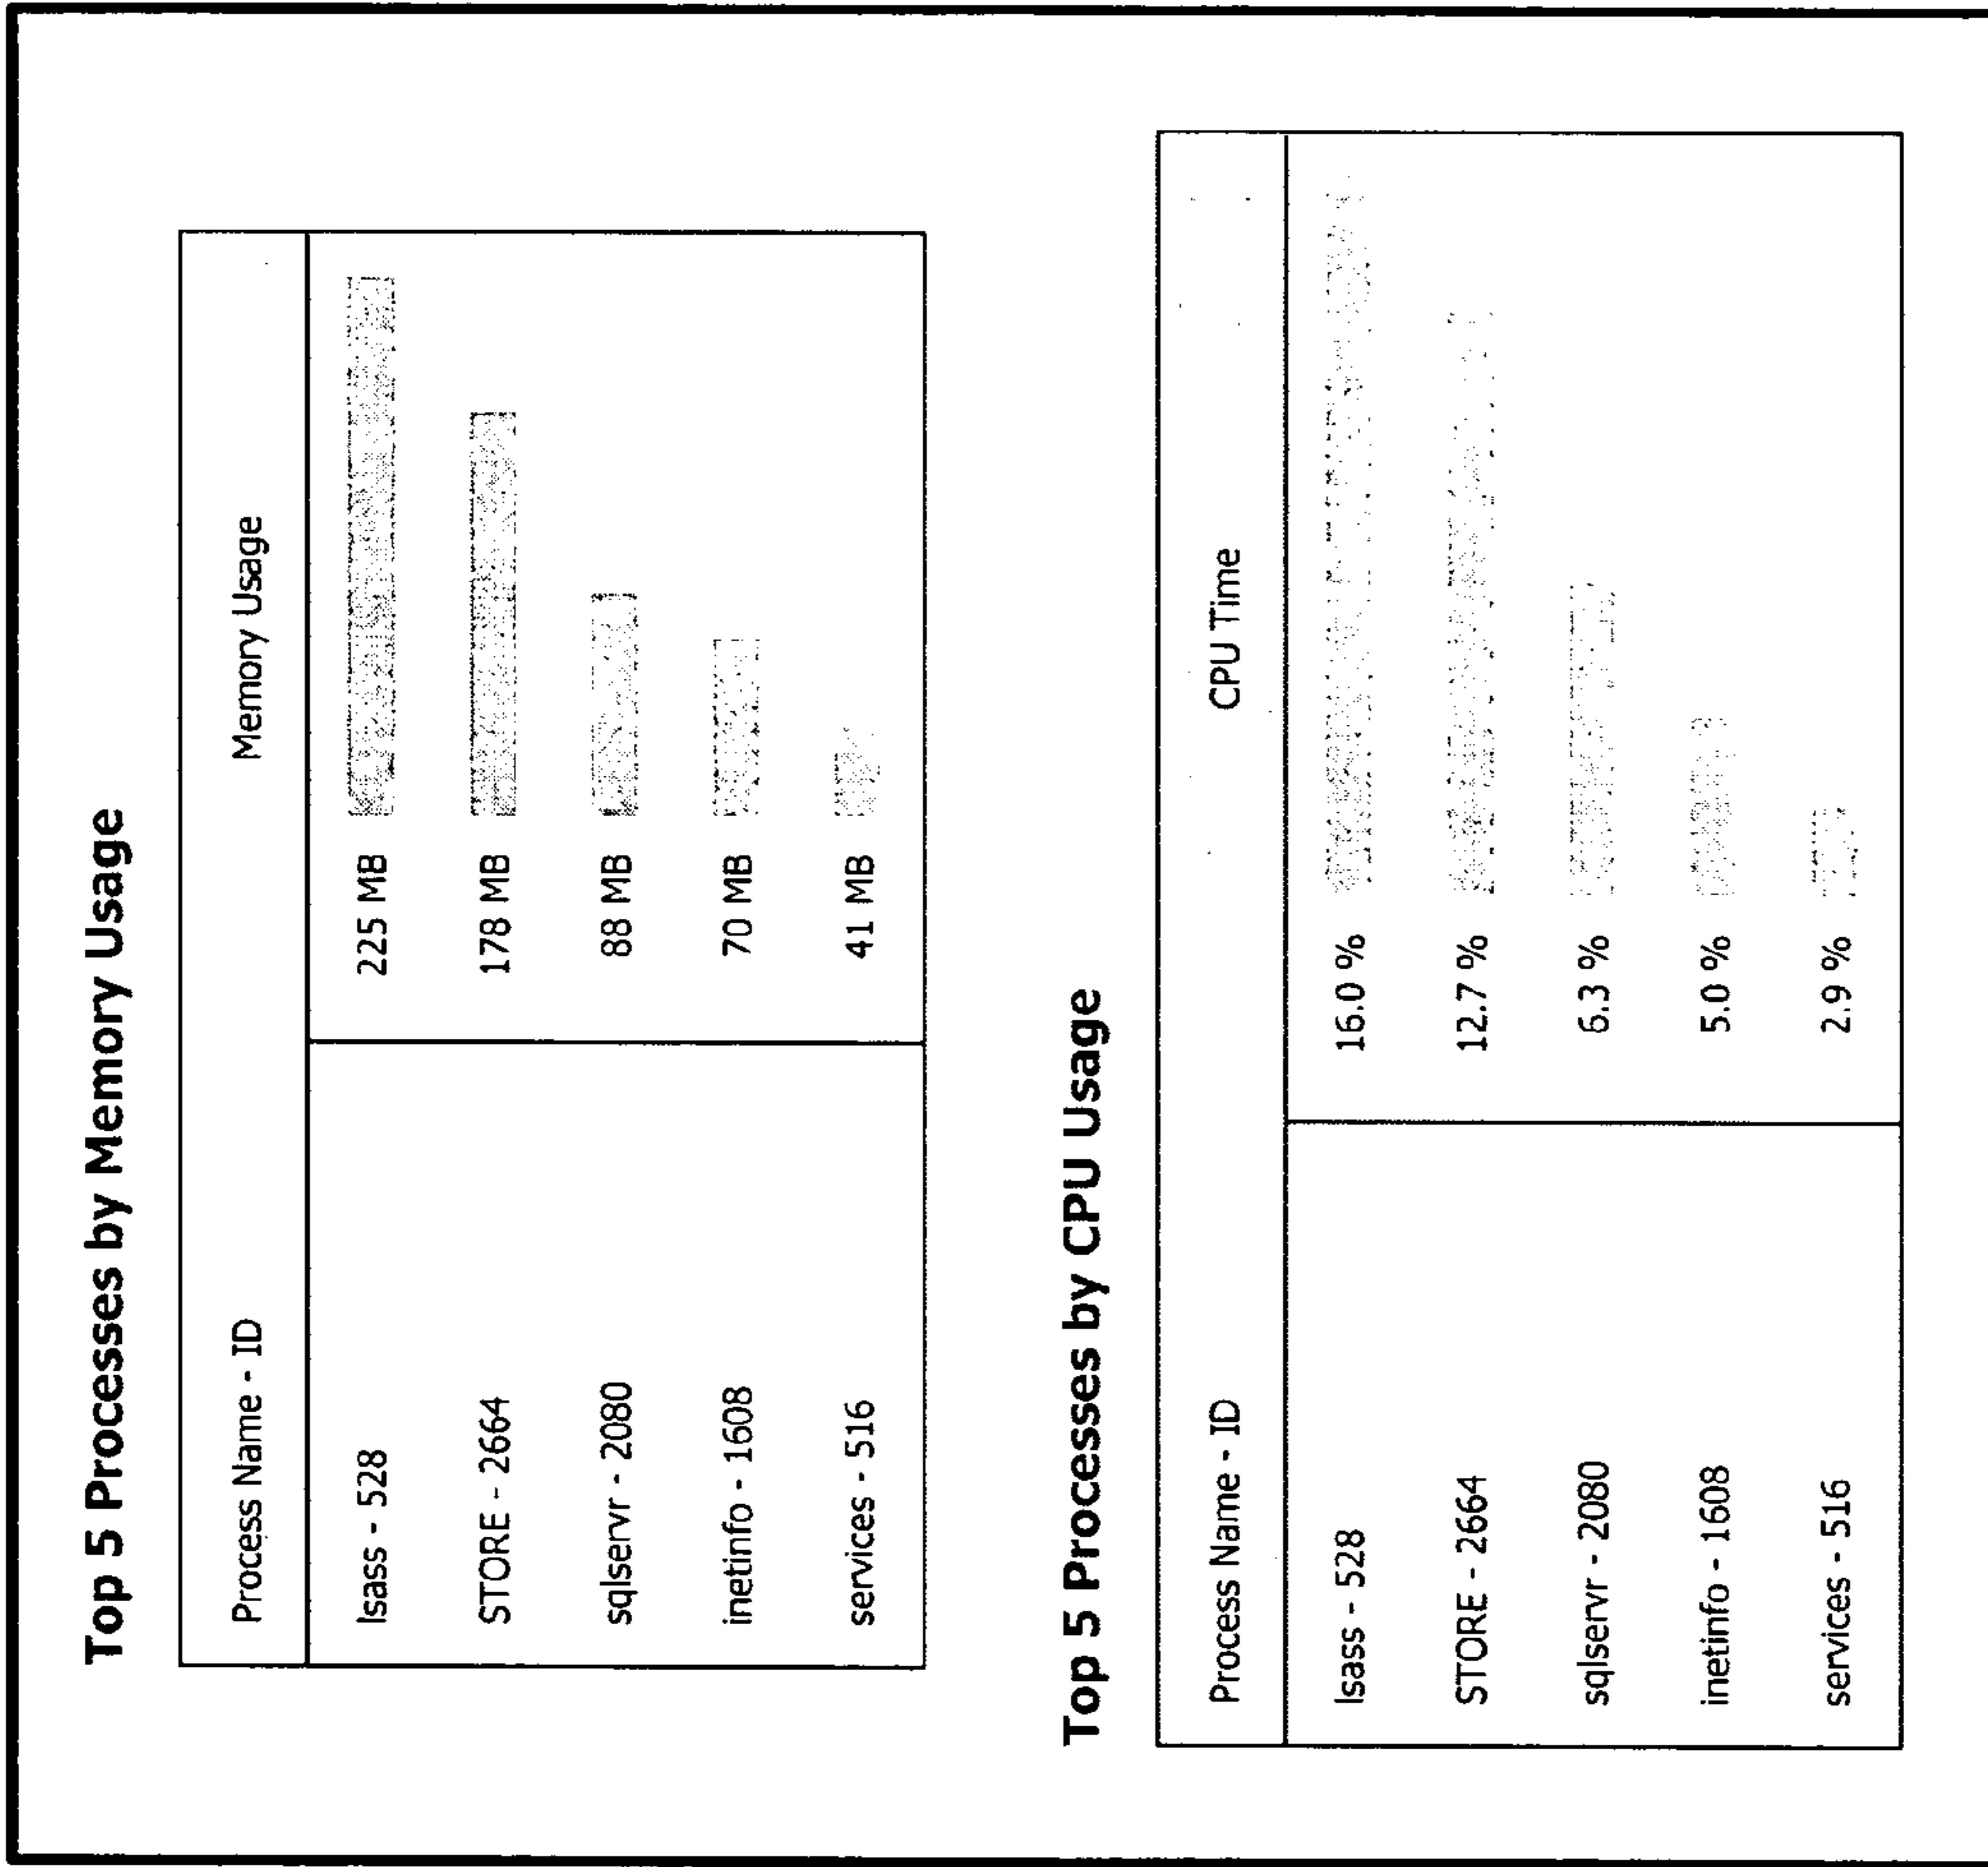 Top 5 Processes by Memory Usage
Process Name - ID Memory Usage
lsass - 528 225 MB
STORE - 2664 178 MB
sqlservr - 2080 88 MB
inetinfo - 1608 70 MB
services - 516 41 MB
Top 5 Processes by CPU Usage
Process Name - ID CPU Time
lsass - 528 16.0 %
STORE - 2664 12.7 %
sqlservr - 2080 6.3 %
inetinfo - 1608 5.0 %
services - 516 2.9 %